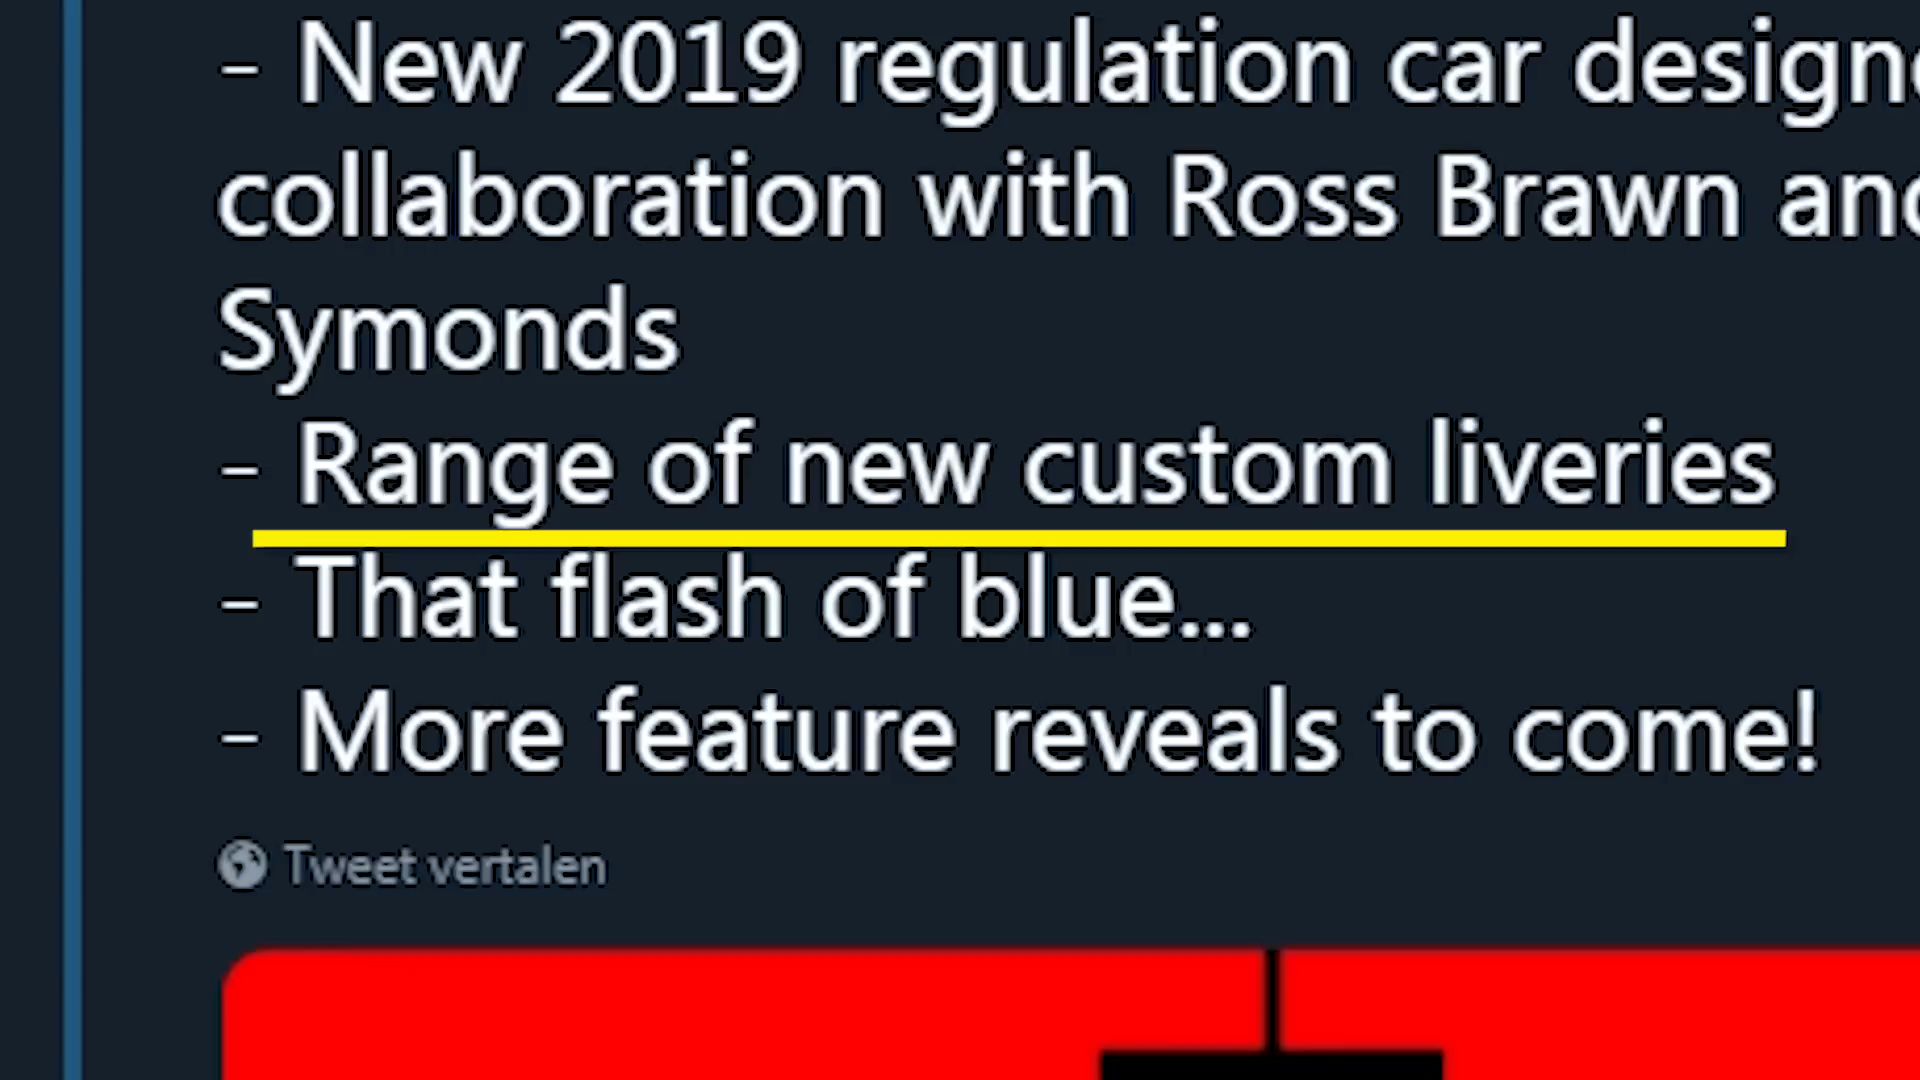 - New 2019 regulation car designe
collaboration with Ross Brawn and
Symonds
- Range of new custom liveries
- That flash of blue...
- More feature reveals to come!
Tweet vertalen